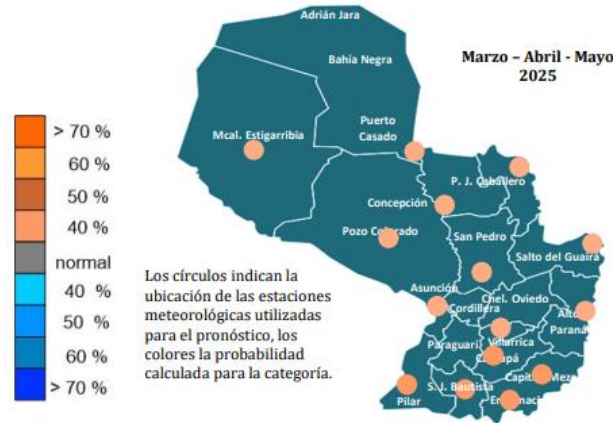 Adrián Jara
Bahía Negra
Marzo – Abril - Mayo
2025
Mcal. Estigarribia
Puerto
Casado
P. J. Caballero
Concepción
Pozo Colorado
San Pedro
Salto del Guaira
Asunción
Cordillera
Cnel. Oviedo
Alto
Paraná
Paraguarí
Villarrica
Caazapá
S. J. Bautista
Capitán Meza
Pilar
Encarnación
> 70 %
60 %
50 %
40 %
normal
40 %
50 %
60 %
> 70 %
Los círculos indican la
ubicación de las estaciones
meteorológicas utilizadas
para el pronóstico, los
colores la probabilidad
calculada para la categoría.